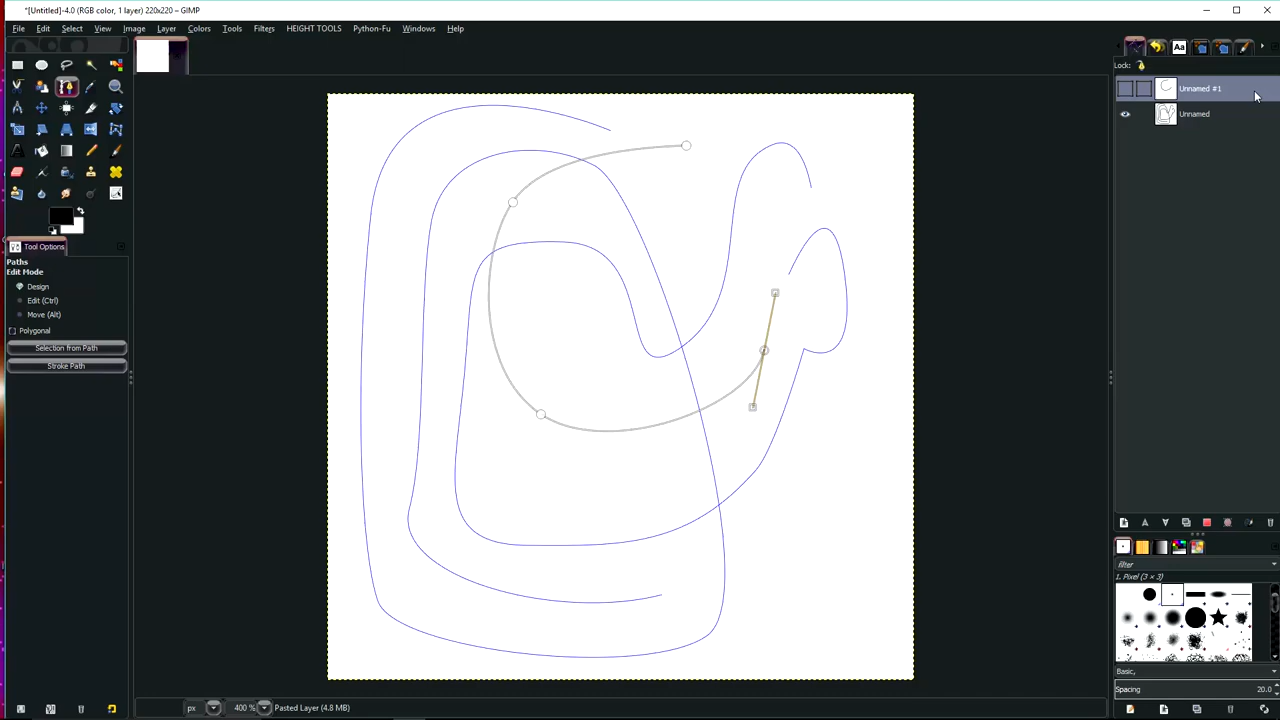 *[Untitled]-4.0 (RGB color, 1 layer) 220x220 – GIMP
File Edit Select View Image Layer Colors Tools Filters HEIGHT TOOLS Python-Fu Windows Help
Aa
Lock:
Unnamed #1
Unnamed
Tool Options
Paths
Edit Mode
Design
Edit (Ctrl)
Move (Alt)
Polygonal
Selection from Path
Stroke Path
filter
1. Pixel (3 × 3)
Basic,
Spacing 20.0
px 400 % Pasted Layer (4.8 MB)